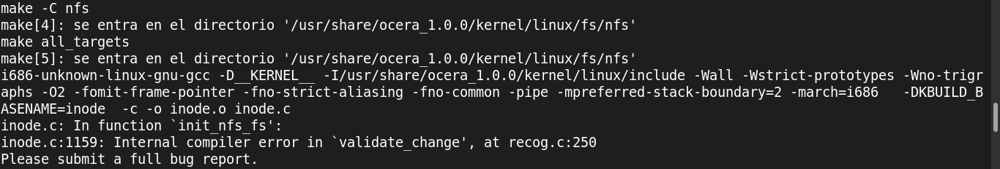 make -C nfs
make[4]: se entra en el directorio '/usr/share/ocera_1.0.0/kernel/linux/fs/nfs'
make all_targets
make[5]: se entra en el directorio '/usr/share/ocera_1.0.0/kernel/linux/fs/nfs'
i686-unknown-linux-gnu-gcc -D__KERNEL__ -I/usr/share/ocera_1.0.0/kernel/linux/include -Wall -Wstrict-prototypes -Wno-trigr
aphs -O2 -fomit-frame-pointer -fno-strict-aliasing -fno-common -pipe -mpreferred-stack-boundary=2 -march=i686   -DKBUILD_B
ASENAME=inode  -c -o inode.o inode.c
inode.c: In function `init_nfs_fs':
inode.c:1159: Internal compiler error in `validate_change', at recog.c:250
Please submit a full bug report.